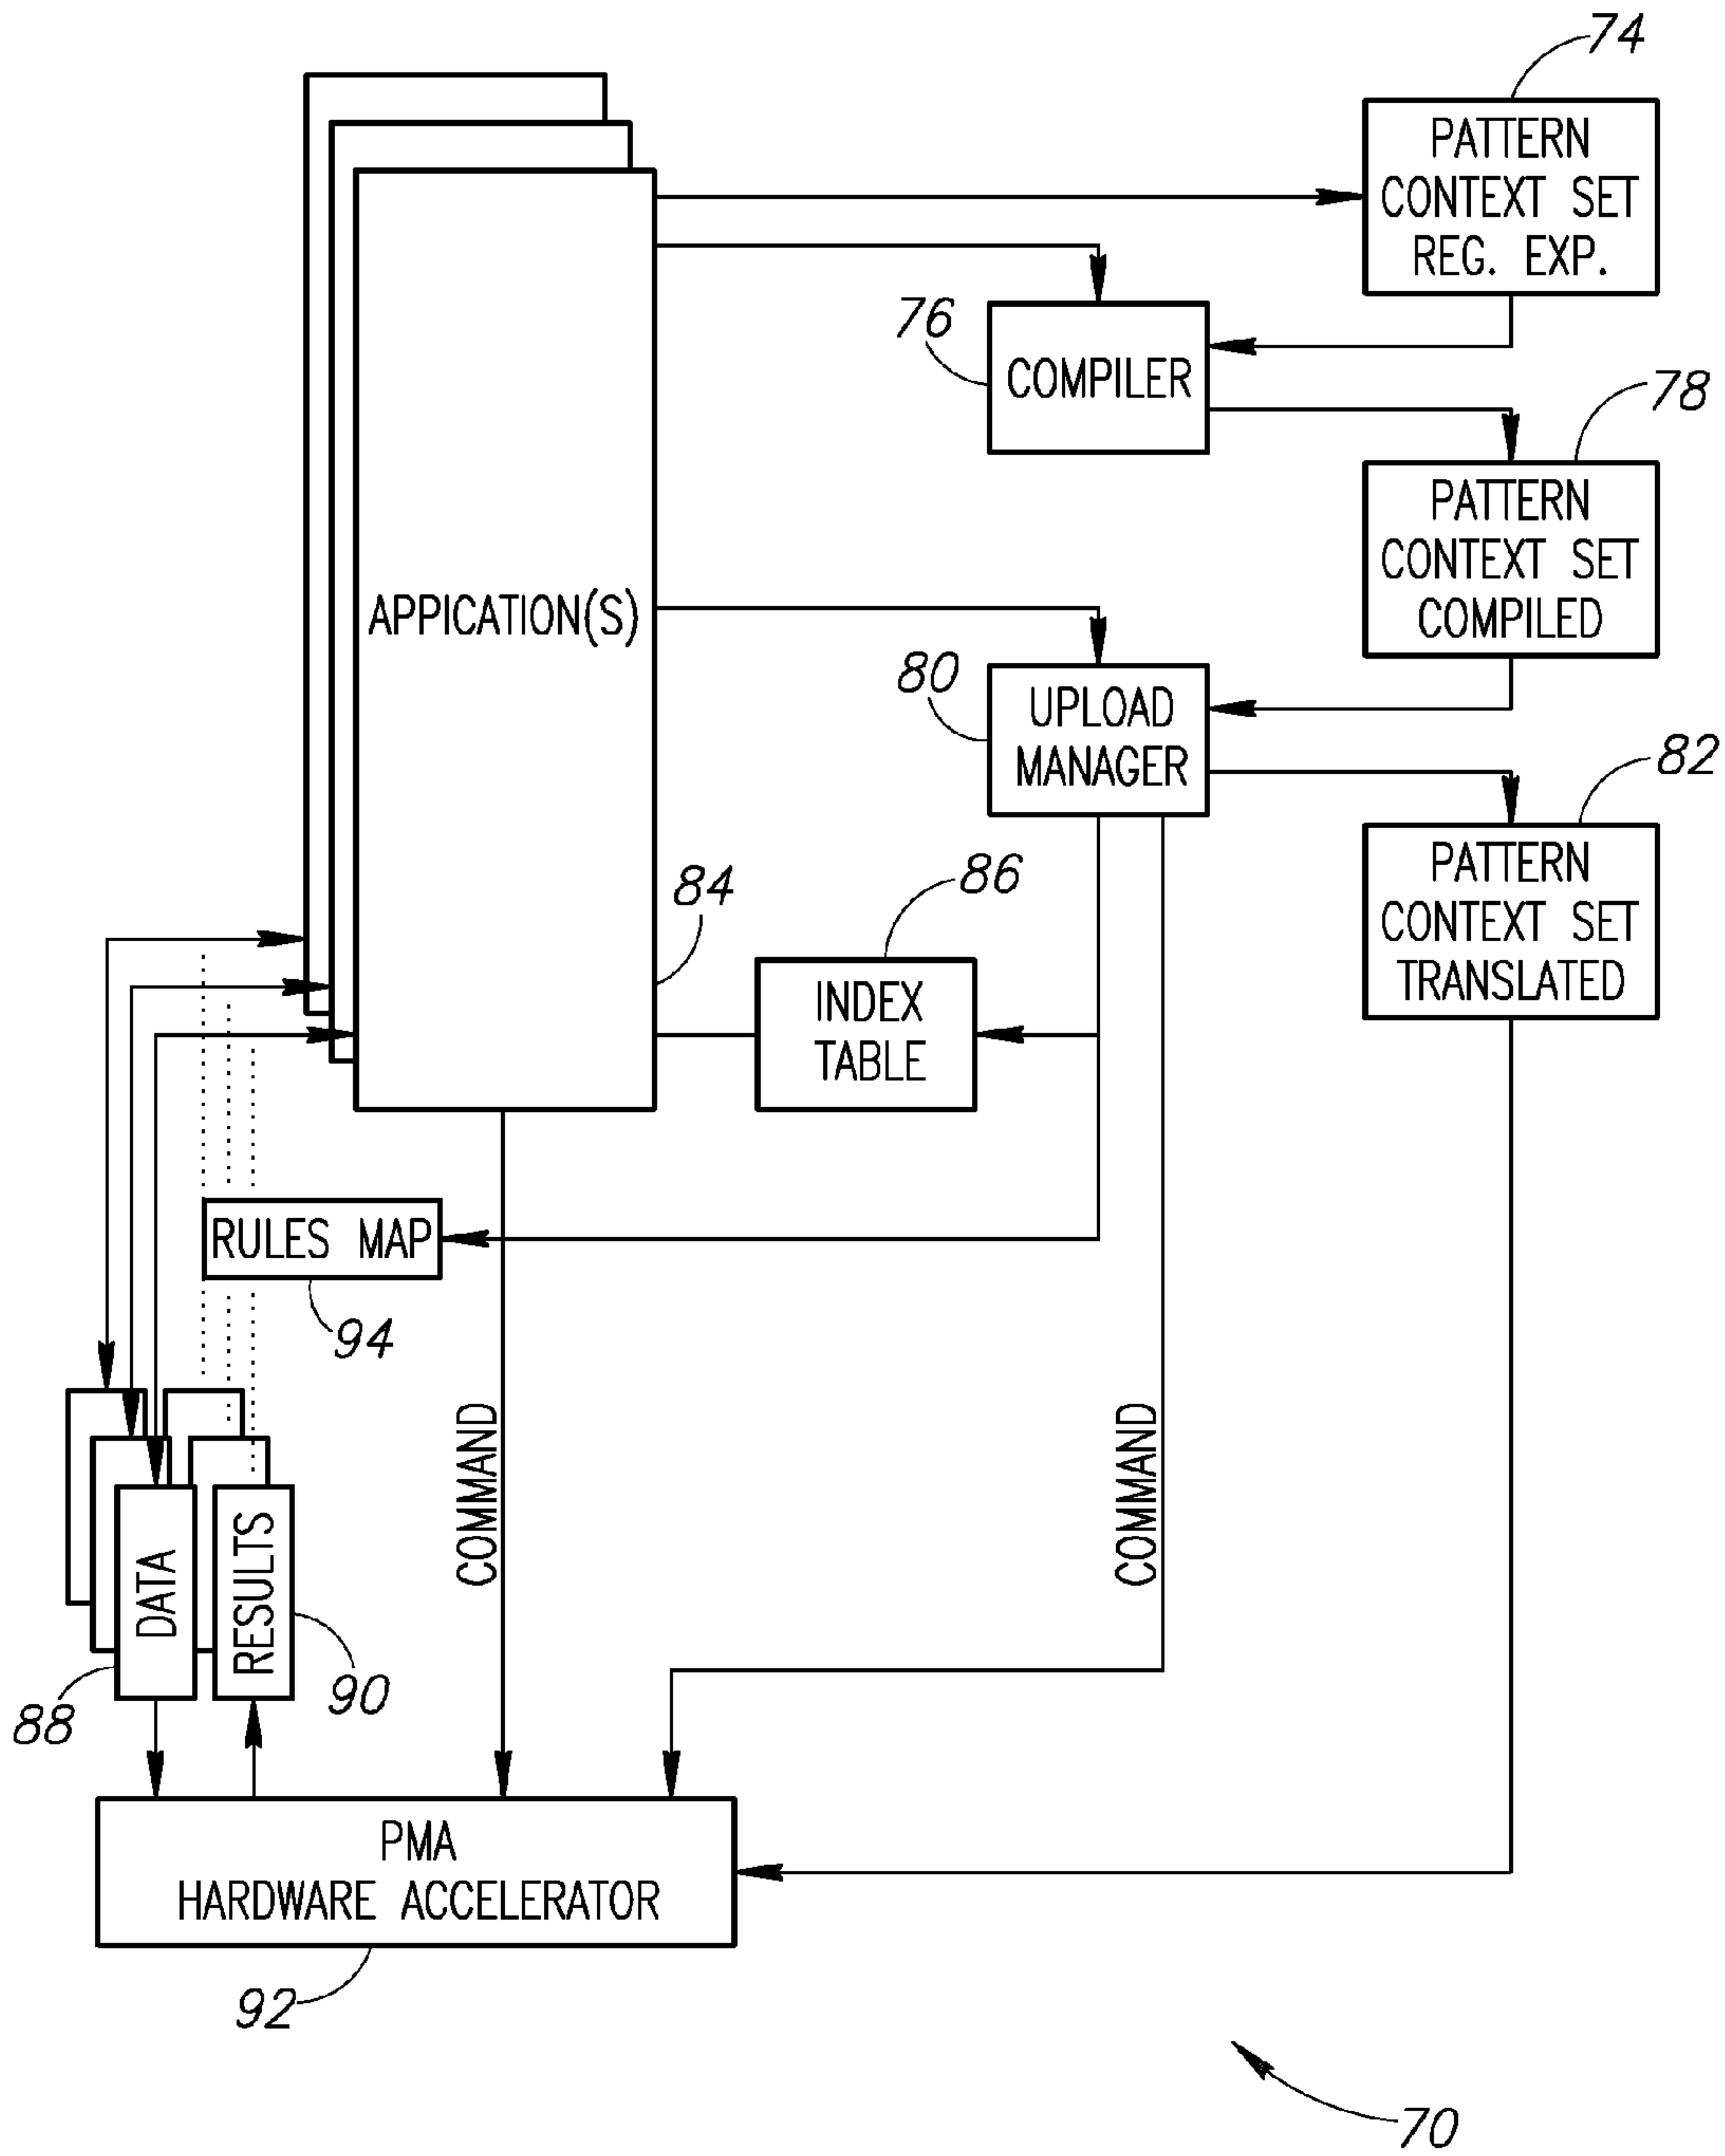 74
PATTERN
CONTEXT SET
REG. EXP.
76
COMPILER
78
PATTERN
CONTEXT SET
COMPILED
APPICATION(S)
80
UPLOAD
MANAGER
82
PATTERN
CONTEXT SET
TRANSLATED
84
86
INDEX
TABLE
RULES MAP
94
COMMAND
COMMAND
DATA
RESULTS
88
90
PMA
HARDWARE ACCELERATOR
92
70